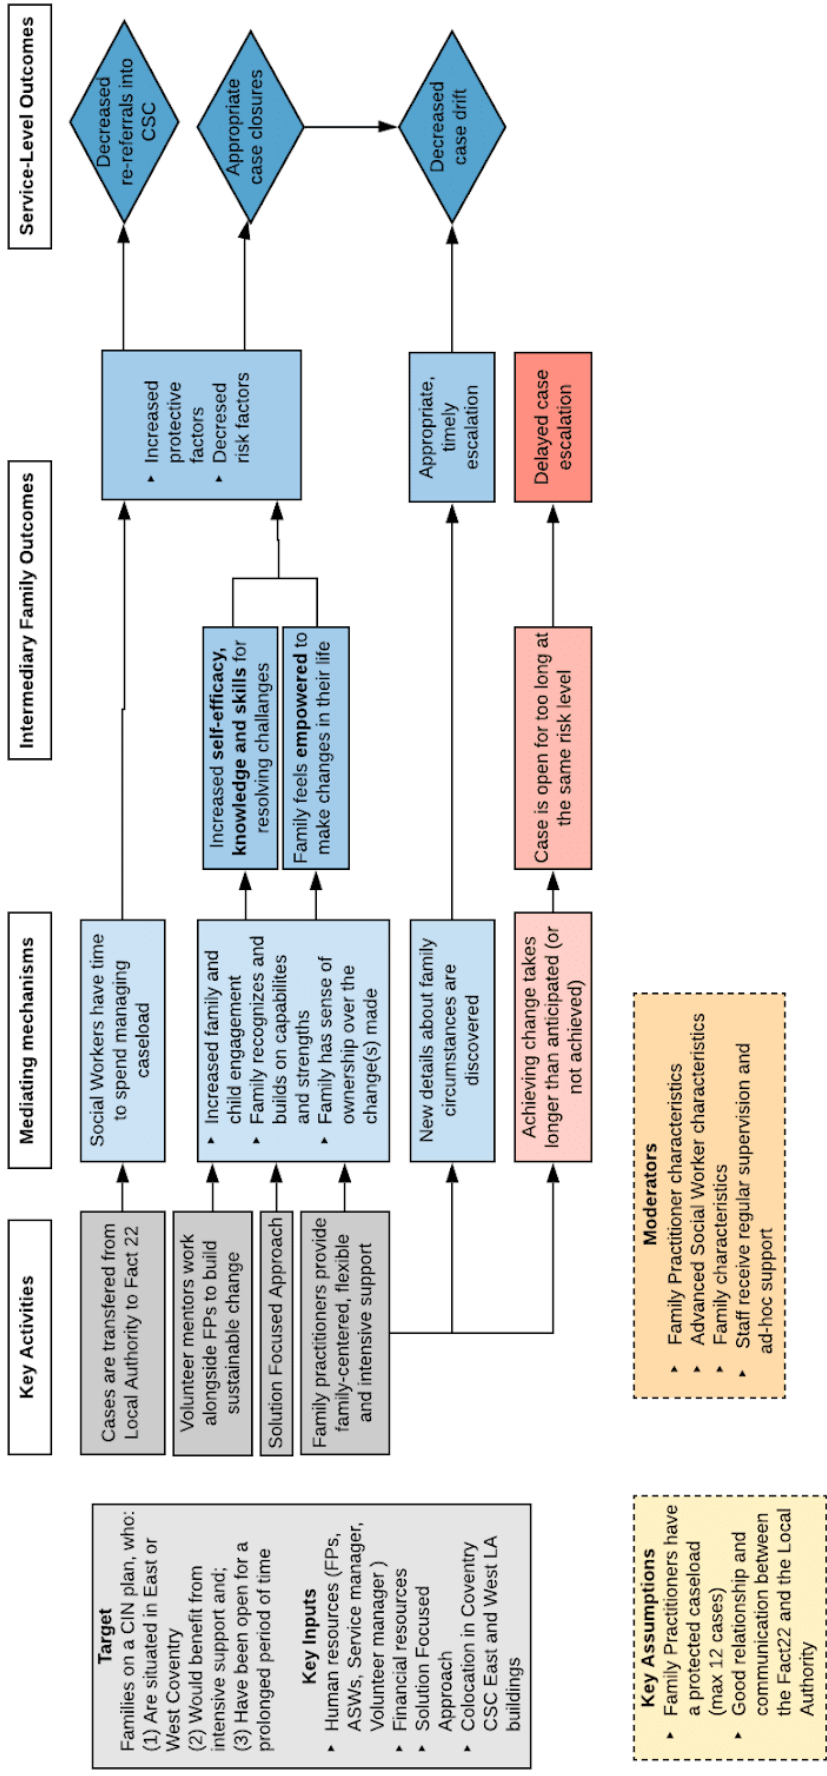 Target
Families on a CIN plan, who:
(1) Are situated in East or
West Coventry
(2) Would benefit from
intensive support and;
(3) Have been open for a
prolonged period of time
Key Inputs
‣ Human resources (FPs,
ASWs, Service manager,
Volunteer manager )
‣ Financial resources
‣ Solution Focused
Approach
‣ Colocation in Coventry
CSC East and West LA
buildings
Key Activities
Cases are transfered from
Local Authority to Fact 22
Volunteer mentors work
alongside FPs to build
sustainable change
Solution Focused Approach
Family practitioners provide
family-centered, flexible
and intensive support
Mediating mechanisms
Social Workers have time
to spend managing
caseload
‣ Increased family and
child engagement
‣ Family recognizes and
builds on capabilites
and strengths
‣ Family has sense of
ownership over the
change(s) made
New details about family
circumstances are
discovered
Achieving change takes
longer than anticipated (or
not achieved)
Intermediary Family Outcomes
Increased self-efficacy,
knowledge and skills for
resolving challanges
Family feels empowered to
make changes in their life
Case is open for too long at
the same risk level
‣ Increased
protective
factors
‣ Decresed
risk factors
Appropriate,
timely
escalation
Delayed case
escalation
Service-Level Outcomes
Decreased
re-referrals into
CSC
Appropriate
case closures
Decreased
case drift
Key Assumptions
‣ Family Practitioners have
a protected caseload
(max 12 cases)
‣ Good relationship and
communication between
the Fact22 and the Local
Authority
Moderators
‣ Family Practitioner characteristics
‣ Advanced Social Worker characteristics
‣ Family characteristics
‣ Staff receive regular supervision and
ad-hoc support